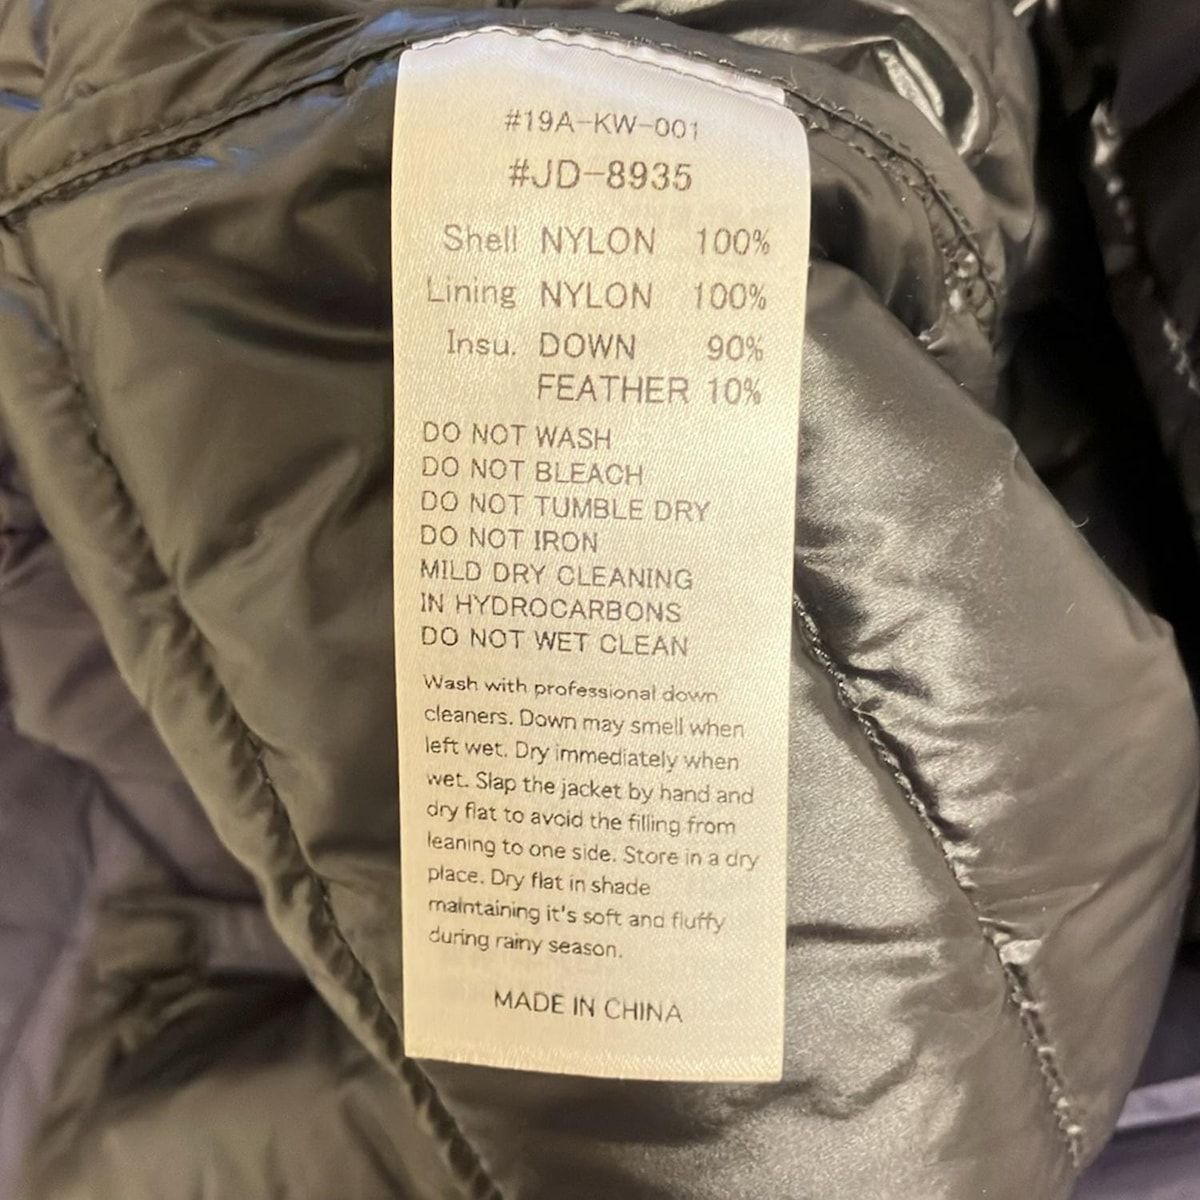 #19A-KW-001
#JD-8935
Shell NYLON 100%
Lining NYLON 100%
Insu. DOWN 90%
FEATHER 10%
DO NOT WASH
DO NOT BLEACH
DO NOT TUMBLE DRY
DO NOT IRON
MILD DRY CLEANING
IN HYDROCARBONS
DO NOT WET CLEAN
Wash with professional down
cleaners. Down may smell when
left wet. Dry immediately when
wet. Slap the jacket by hand and
dry flat to avoid the filling from
leaning to one side. Store in a dry
place. Dry flat in shade
maintaining it's soft and fluffy
during rainy season.
MADE IN CHINA